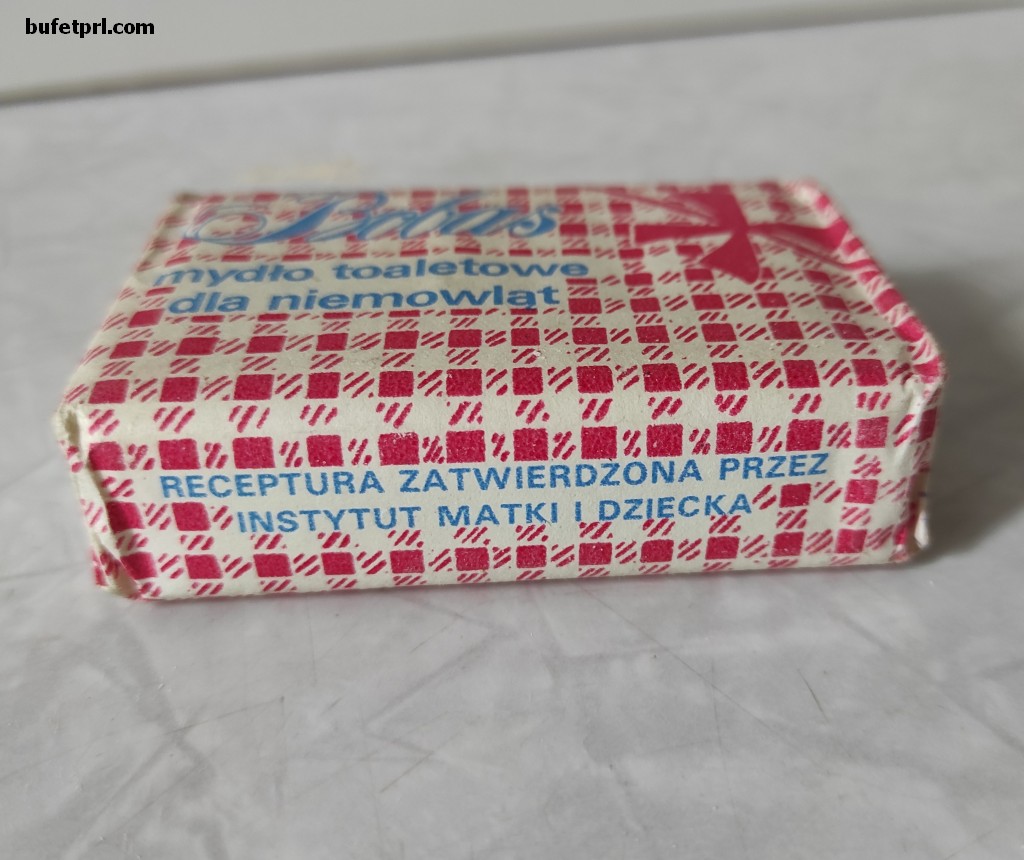 bufetprl.com
Bobas
mydło toaletowe
dla niemowląt
RECEPTURA ZATWIERDZONA PRZEZ
INSTYTUT MATKI I DZIECKA